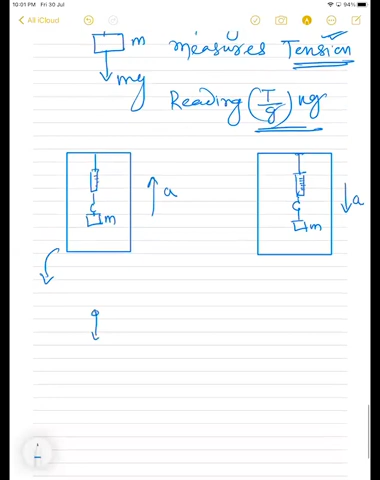 10.01 PM Fri 30 Jul
94%
All iCloud
m measures Tension
mg
Reading (T/g) kg
a
m
a
m